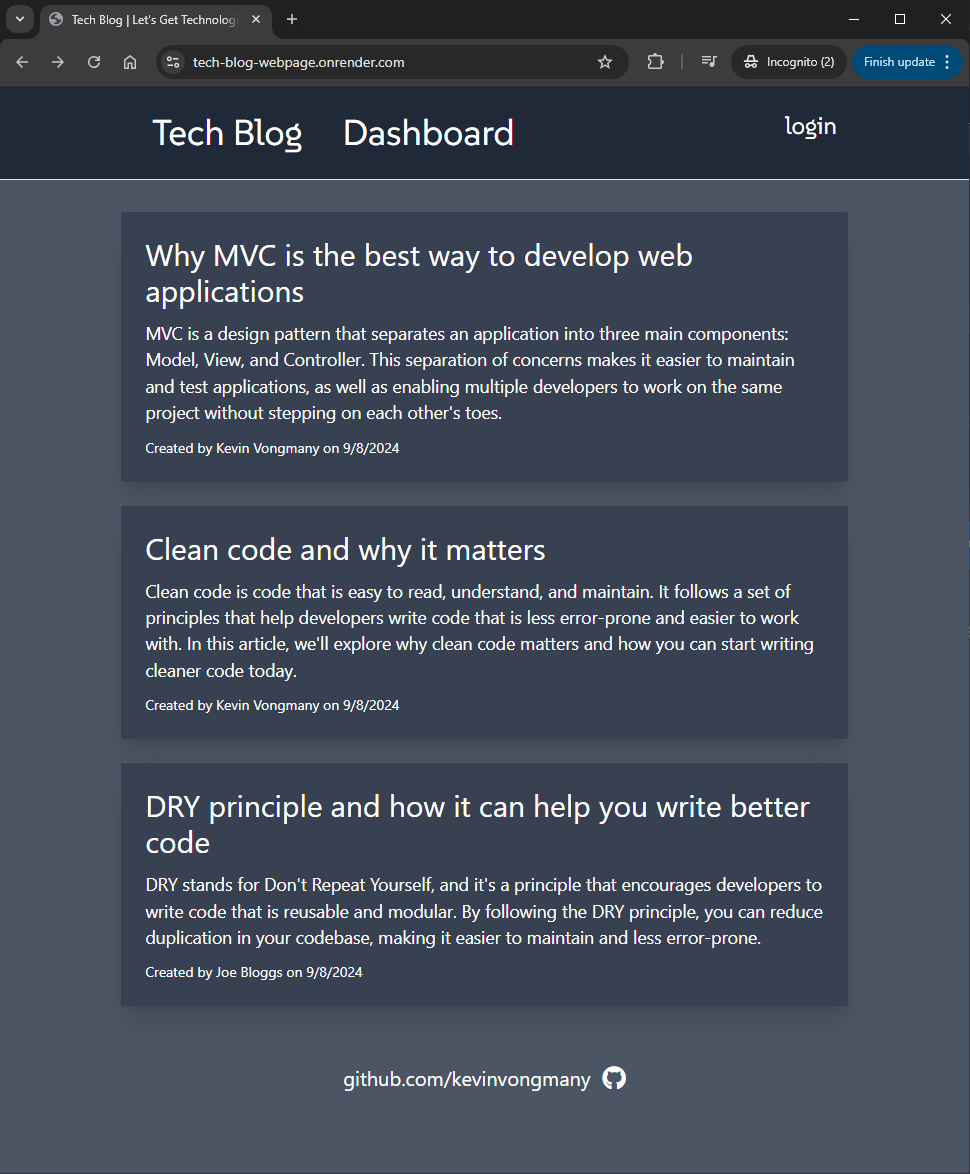 Tech Blog | Let's Get Technologi
tech-blog-webpage.onrender.com
Incognito (2)
Finish update
Tech Blog
Dashboard
login
Why MVC is the best way to develop web
applications
MVC is a design pattern that separates an application into three main components:
Model, View, and Controller. This separation of concerns makes it easier to maintain
and test applications, as well as enabling multiple developers to work on the same
project without stepping on each other's toes.
Created by Kevin Vongmany on 9/8/2024
Clean code and why it matters
Clean code is code that is easy to read, understand, and maintain. It follows a set of
principles that help developers write code that is less error-prone and easier to work
with. In this article, we'll explore why clean code matters and how you can start writing
cleaner code today.
Created by Kevin Vongmany on 9/8/2024
DRY principle and how it can help you write better
code
DRY stands for Don't Repeat Yourself, and it's a principle that encourages developers to
write code that is reusable and modular. By following the DRY principle, you can reduce
duplication in your codebase, making it easier to maintain and less error-prone.
Created by Joe Bloggs on 9/8/2024
github.com/kevinvongmany